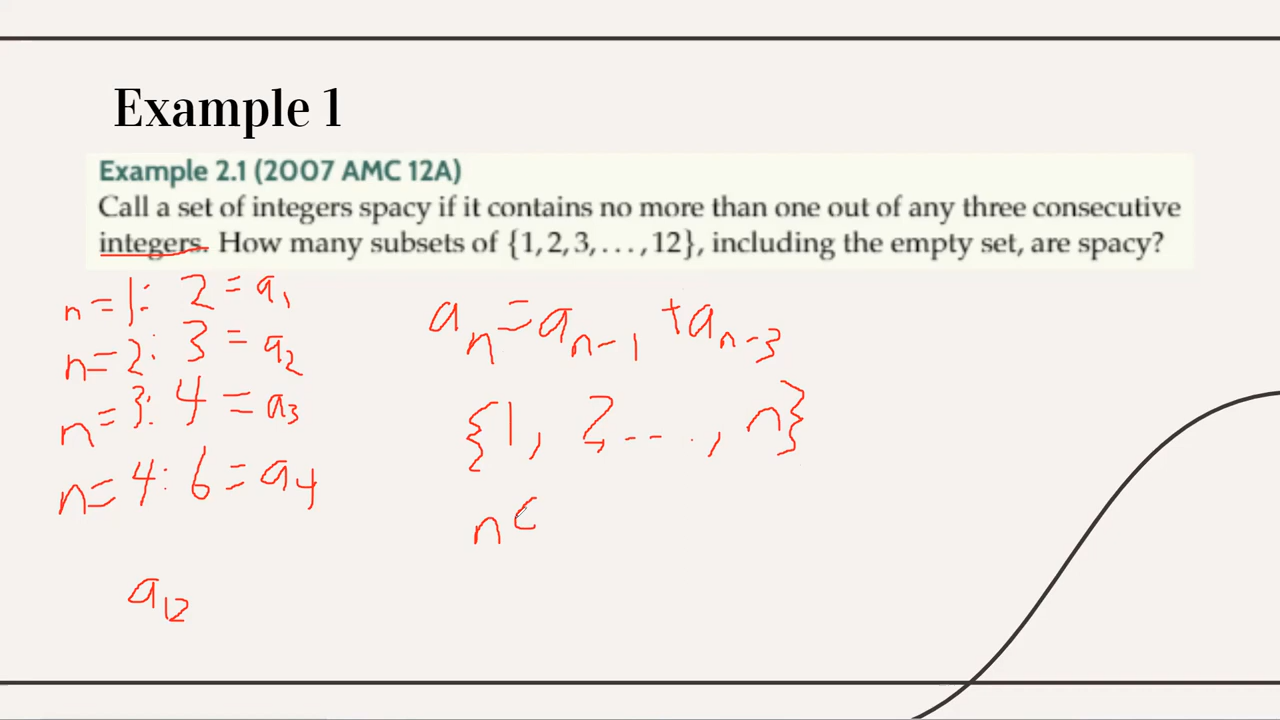 Example 1
Example 2.1 (2007 AMC 12A)
Call a set of integers spacy if it contains no more than one out of any three consecutive
integers. How many subsets of {1, 2, 3, . . . , 12}, including the empty set, are spacy?
n=1: 2 = a₁
n=2: 3 = a₂
n=3: 4 = a₃
n=4: 6 = a₄
a₁₂
aₙ = aₙ₋₁ + aₙ₋₃
{1, 2, ..., n}
n